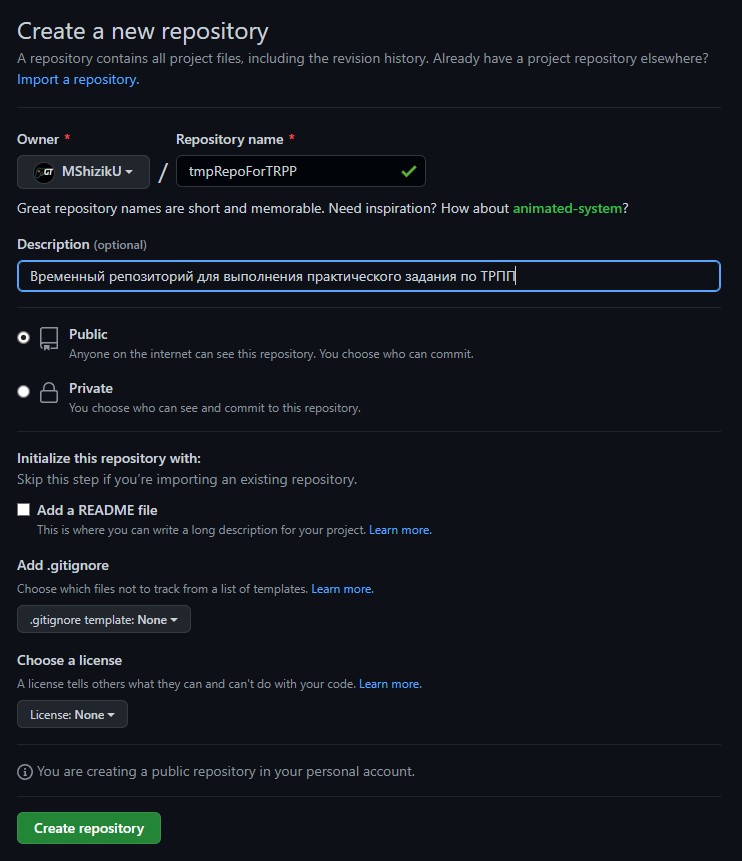 Create a new repository
A repository contains all project files, including the revision history. Already have a project repository elsewhere?
Import a repository.
Owner * Repository name *
GT MShizikU / tmpRepoForTRPP
Great repository names are short and memorable. Need inspiration? How about animated-system?
Description (optional)
Временный репозиторий для выполнения практического задания по ТРПП
Public
Anyone on the internet can see this repository. You choose who can commit.
Private
You choose who can see and commit to this repository.
Initialize this repository with:
Skip this step if you're importing an existing repository.
Add a README file
This is where you can write a long description for your project. Learn more.
Add .gitignore
Choose which files not to track from a list of templates. Learn more.
.gitignore template: None
Choose a license
A license tells others what they can and can't do with your code. Learn more.
License: None
You are creating a public repository in your personal account.
Create repository